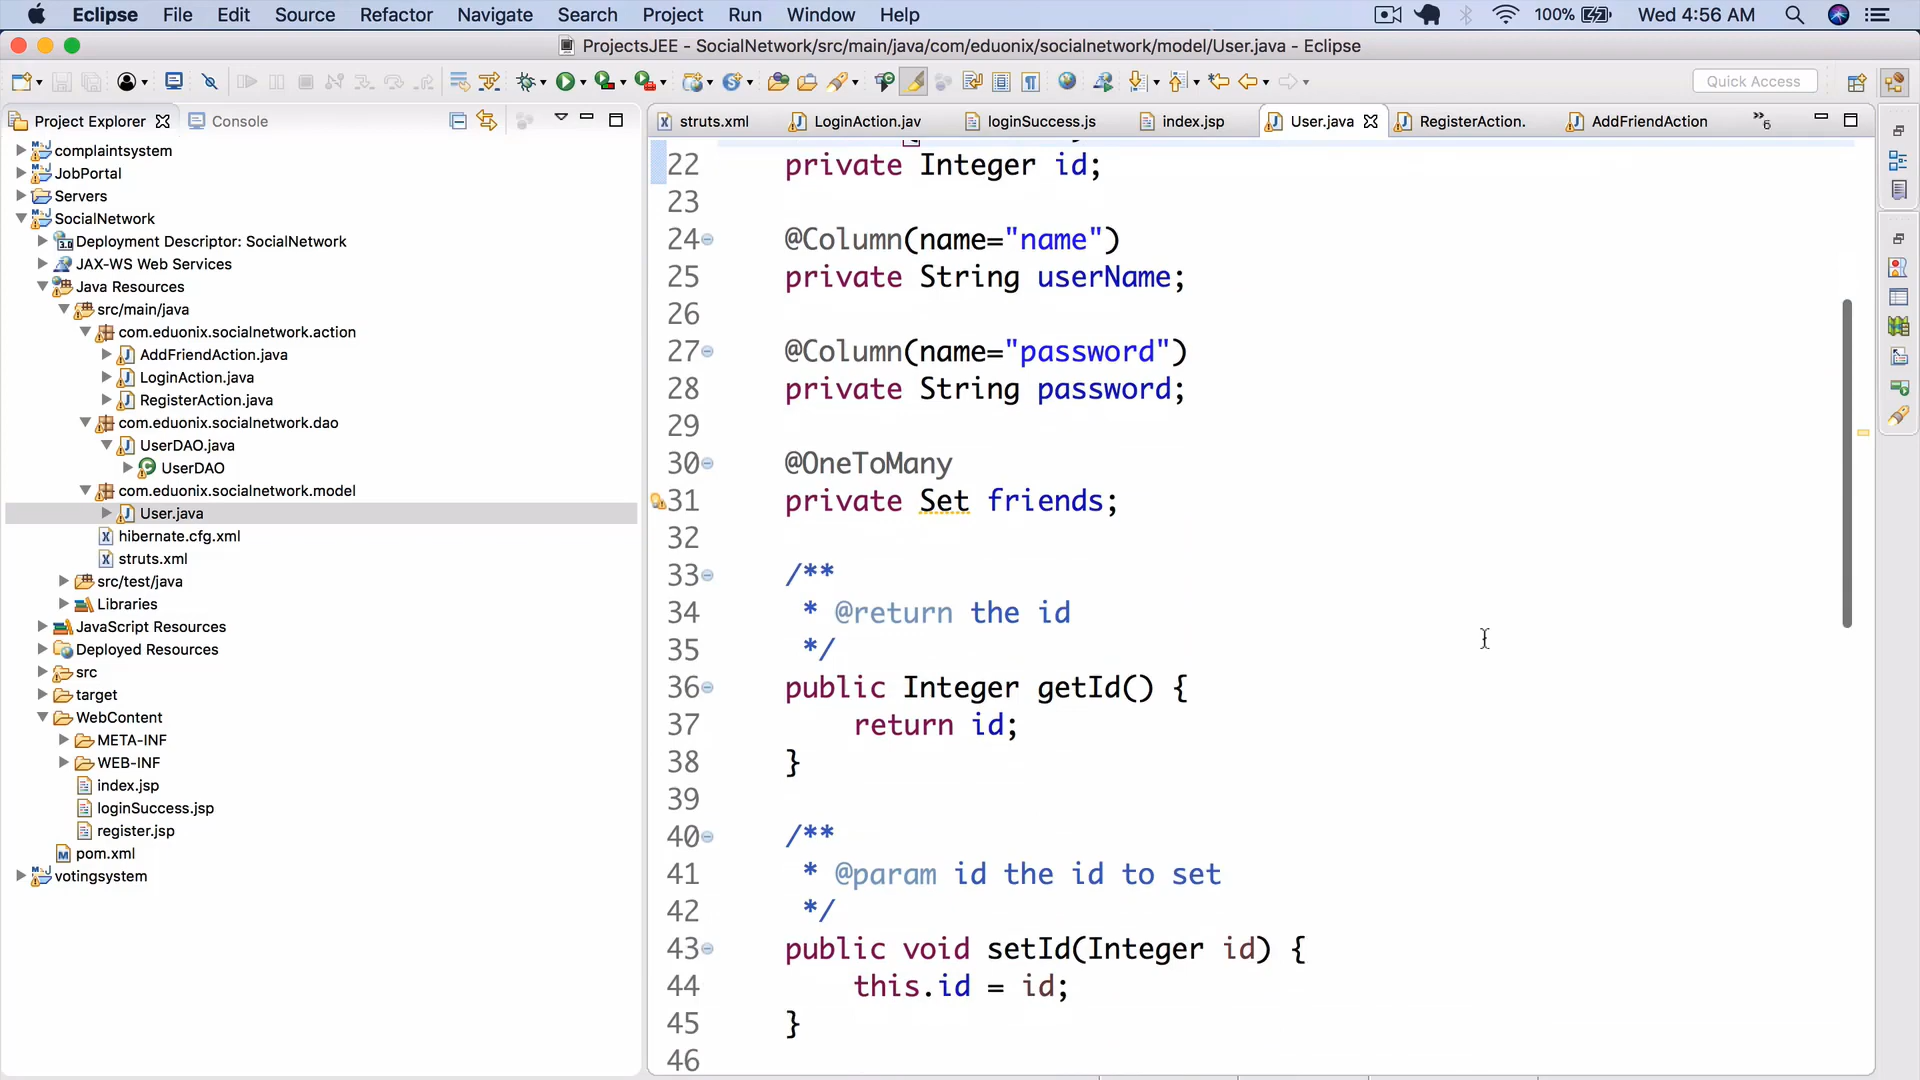 Eclipse File Edit Source Refactor Navigate Search Project Run Window Help 100% Wed 4:56 AM
ProjectsJEE - SocialNetwork/src/main/java/com/eduonix/socialnetwork/model/User.java - Eclipse
Quick Access
Project Explorer Console
complaintsystem
JobPortal
Servers
SocialNetwork
Deployment Descriptor: SocialNetwork
JAX-WS Web Services
Java Resources
src/main/java
com.eduonix.socialnetwork.action
AddFriendAction.java
LoginAction.java
RegisterAction.java
com.eduonix.socialnetwork.dao
UserDAO.java
UserDAO
com.eduonix.socialnetwork.model
User.java
hibernate.cfg.xml
struts.xml
src/test/java
Libraries
JavaScript Resources
Deployed Resources
src
target
WebContent
META-INF
WEB-INF
index.jsp
loginSuccess.jsp
register.jsp
pom.xml
votingsystem
struts.xml LoginAction.jav loginSuccess.js index.jsp User.java RegisterAction. AddFriendAction »6
22 private Integer id;
23
24 @Column(name="name")
25 private String userName;
26
27 @Column(name="password")
28 private String password;
29
30 @OneToMany
31 private Set friends;
32
33 /**
34 * @return the id
35 */
36 public Integer getId() {
37 return id;
38 }
39
40 /**
41 * @param id the id to set
42 */
43 public void setId(Integer id) {
44 this.id = id;
45 }
46